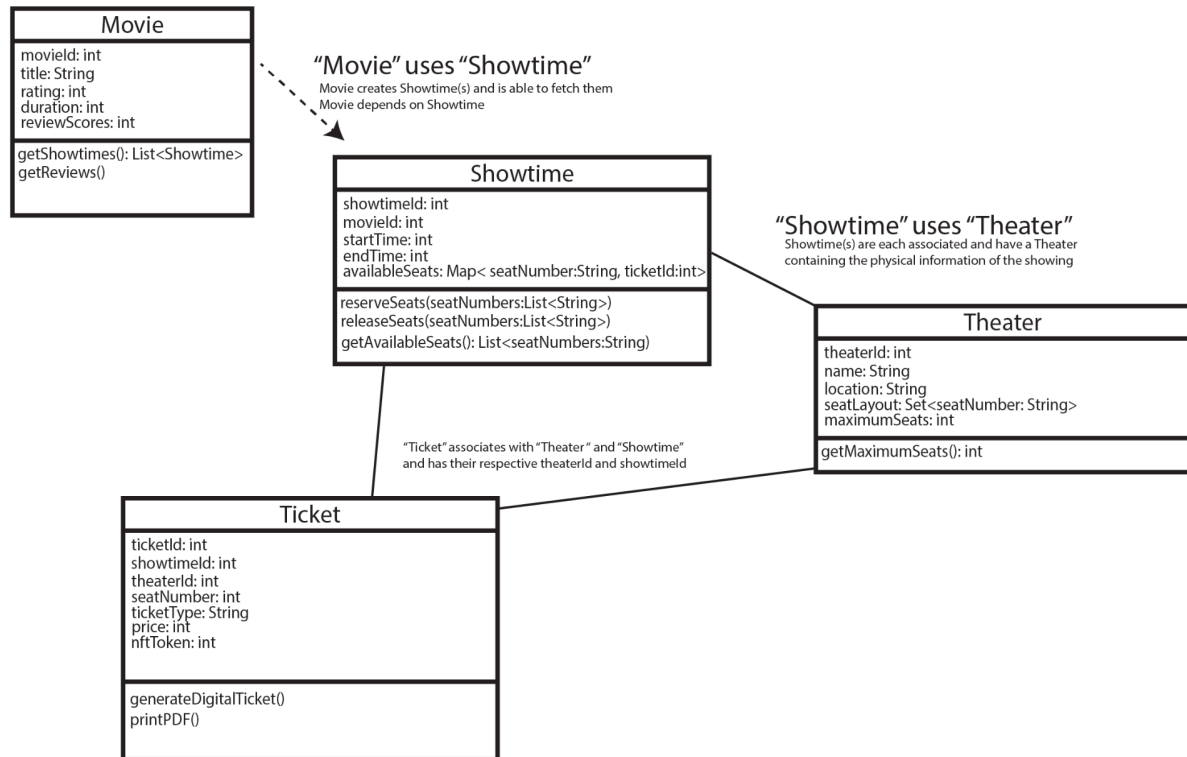 Movie
movieId: int
title: String
rating: int
duration: int
reviewScores: int
getShowtimes(): List<Showtime>
getReviews()
“Movie” uses “Showtime”
Movie creates Showtime(s) and is able to fetch them
Movie depends on Showtime
Showtime
showtimeId: int
movieId: int
startTime: int
endTime: int
availableSeats: Map< seatNumber:String, ticketId:int>
reserveSeats(seatNumbers:List<String>)
releaseSeats(seatNumbers:List<String>)
getAvailableSeats(): List<seatNumbers:String)
“Showtime” uses “Theater”
Showtime(s) are each associated and have a Theater
containing the physical information of the showing
Theater
theaterId: int
name: String
location: String
seatLayout: Set<seatNumber: String>
maximumSeats: int
getMaximumSeats(): int
“Ticket” associates with “Theater” and “Showtime”
and has their respective theaterId and showtimeId
Ticket
ticketId: int
showtimeId: int
theaterId: int
seatNumber: int
ticketType: String
price: int
nftToken: int
generateDigitalTicket()
printPDF()